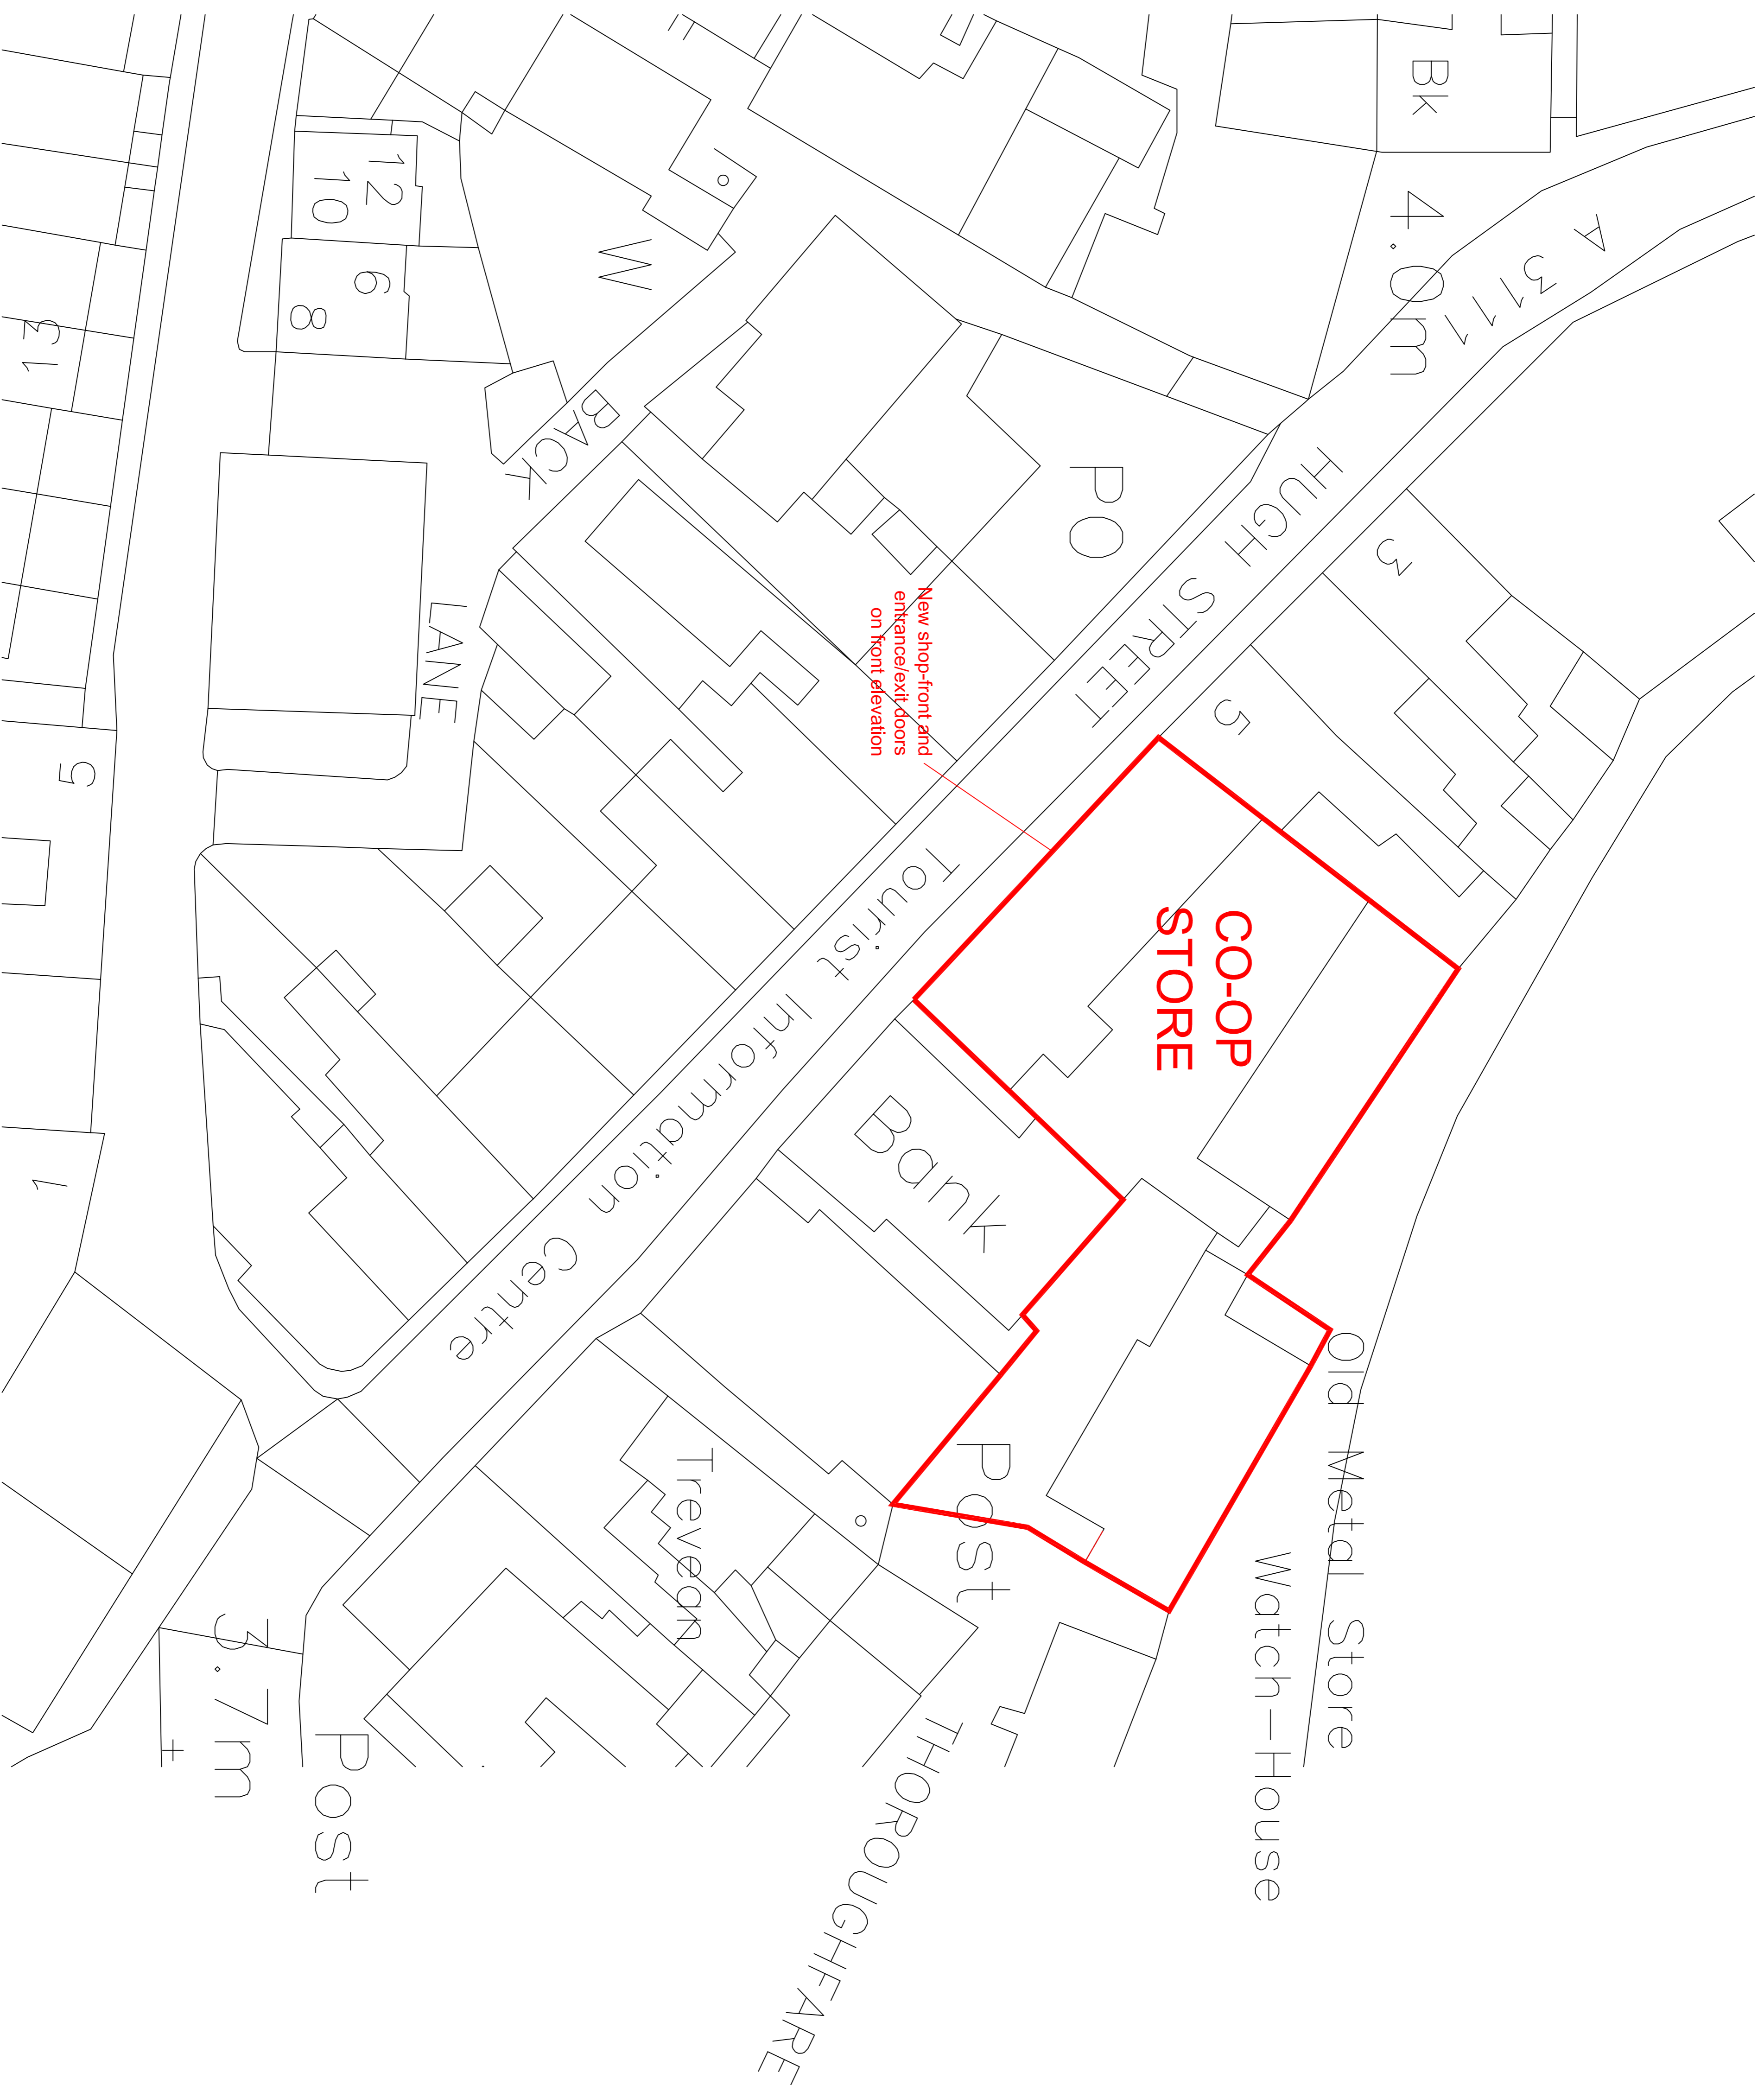 Bk
4.0m
A 3111
12
10
9
8
W
13
11
BACK
LANE
PO
HUGH STREET
3
5
New shop-front and
entrance/exit doors
on front elevation
5
CO-OP
STORE
Tourist Information Centre
Bank
1
Old Metal Store
Watch-House
Post
Trevean
3.7m
+
Post
THOROUGHFARE